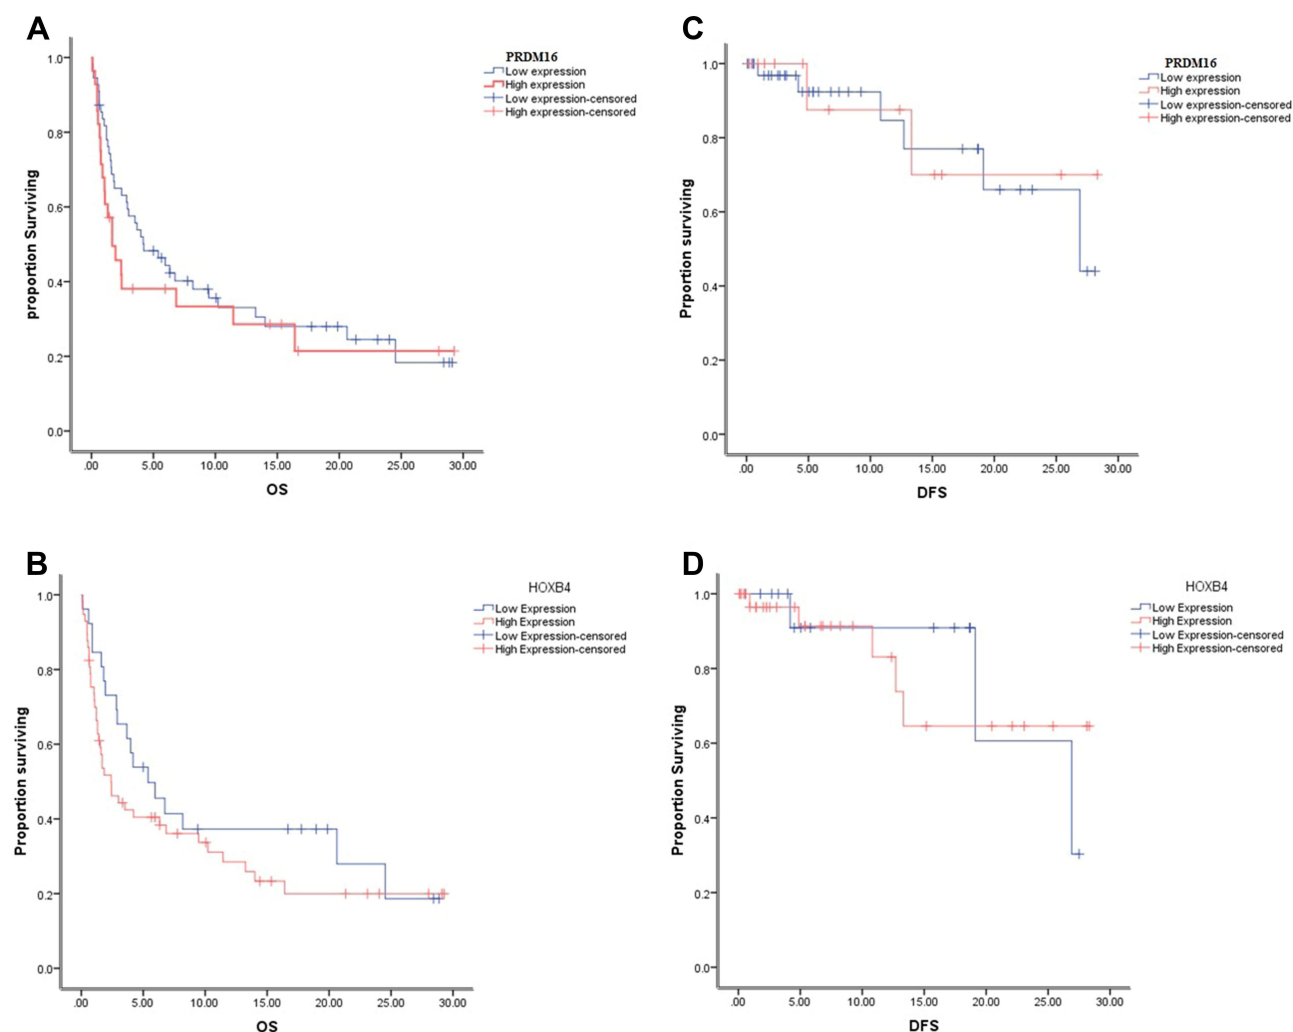 A
PRDM16
Low expression
High expression
Low expression-censored
High expression-censored
proportion Surviving
1.0
0.8
0.6
0.4
0.2
0.0
.00 5.00 10.00 15.00 20.00 25.00 30.00
OS
C
PRDM16
Low expression
High expression
Low expression-censored
High expression-censored
Prportion surviving
1.0
0.8
0.6
0.4
0.2
0.0
.00 5.00 10.00 15.00 20.00 25.00 30.00
DFS
B
HOXB4
Low Expression
High Expression
Low Expression-censored
High Expression-censored
Proportion surviving
1.0
0.8
0.6
0.4
0.2
0.0
.00 5.00 10.00 15.00 20.00 25.00 30.00
OS
D
HOXB4
Low Expression
High Expression
Low Expression-censored
High Expression-censored
Proportion Surviving
1.0
0.8
0.6
0.4
0.2
0.0
.00 5.00 10.00 15.00 20.00 25.00 30.00
DFS